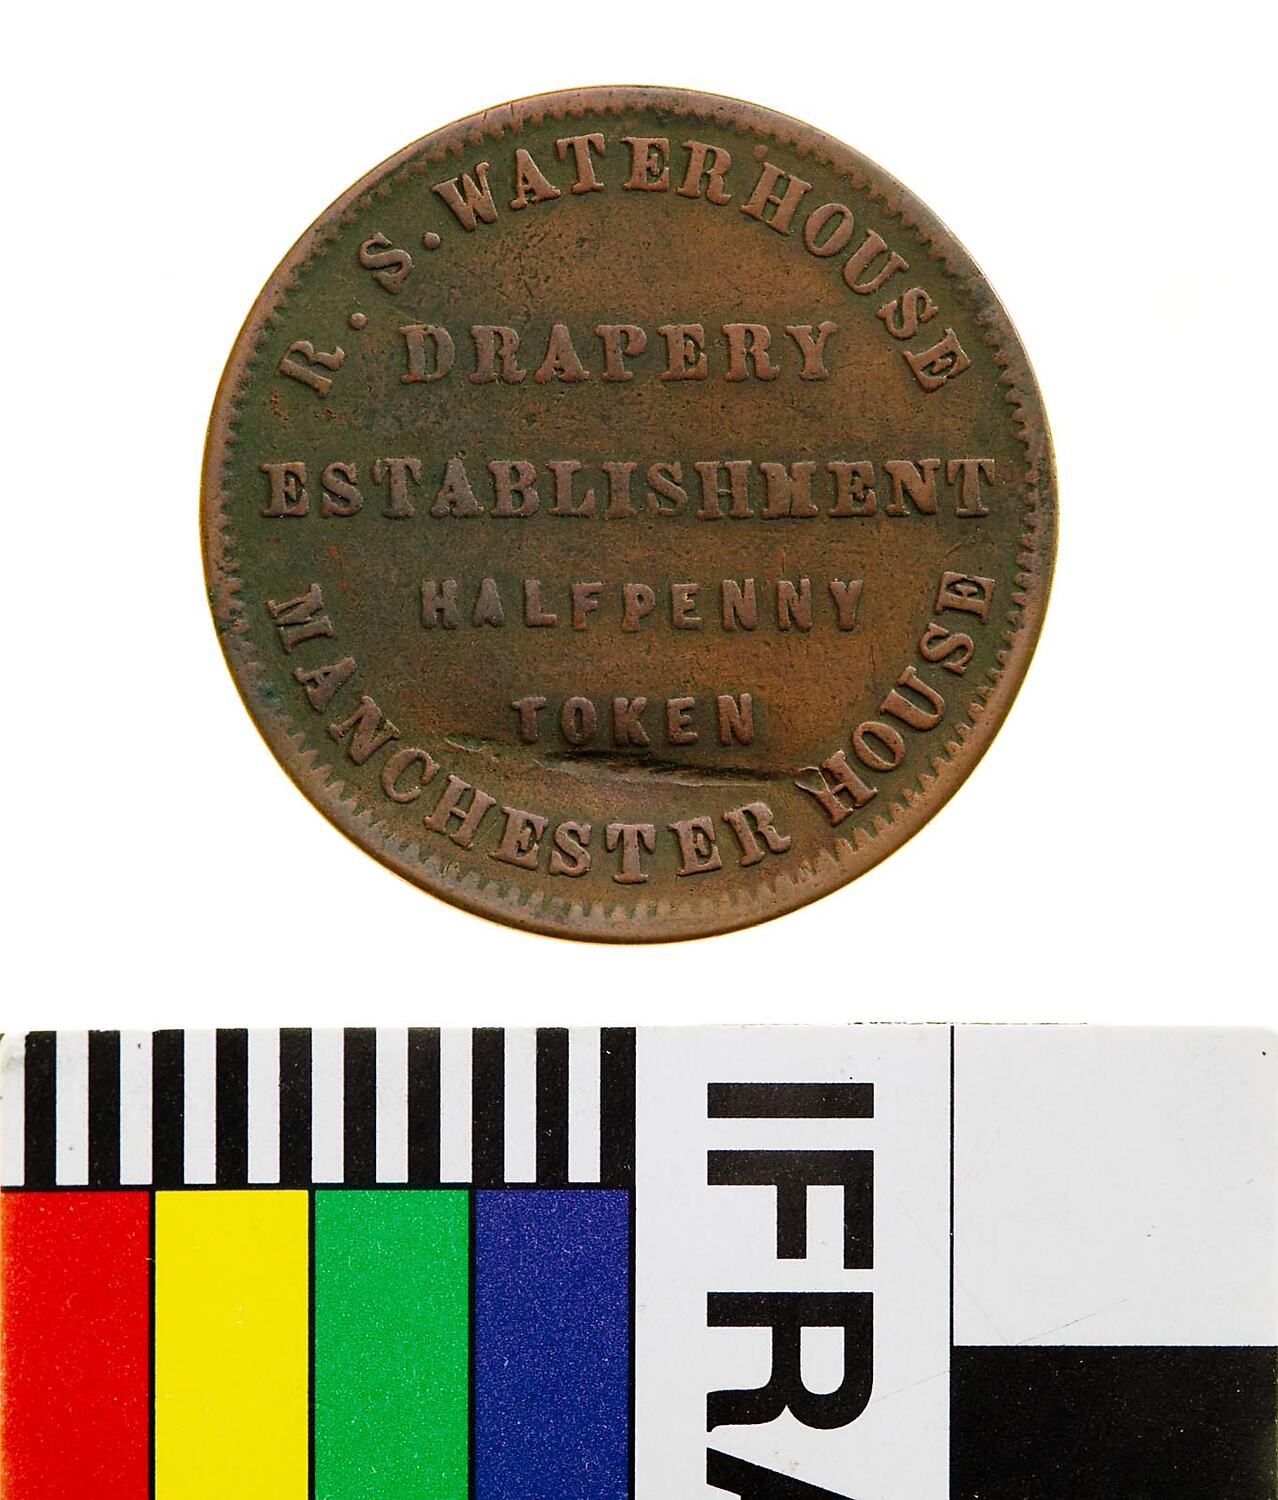 R. S. WATERHOUSE
DRAPERY
ESTABLISHMENT
HALFPENNY
TOKEN
MANCHESTER HOUSE
IFRA